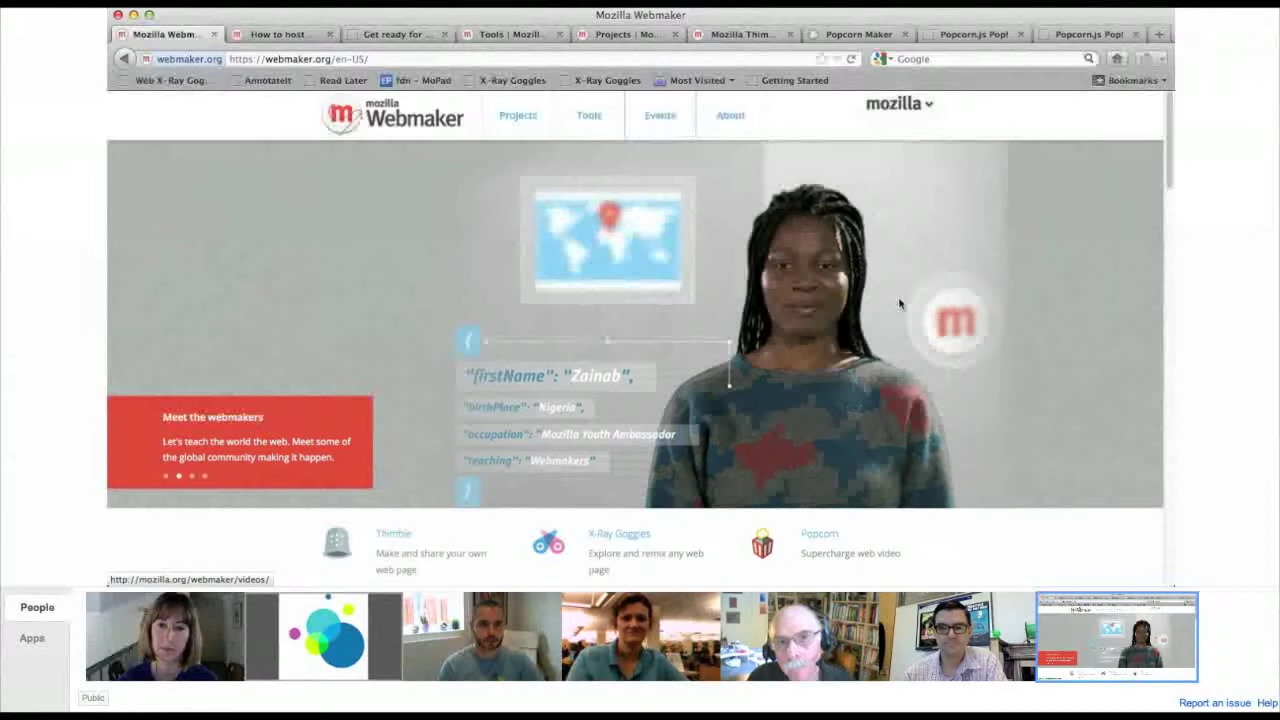 Mozilla Webmaker
Mozilla Webm...
How to host...
Get ready for ...
Tools | Mozill...
Projects | Mo...
Mozilla Thim...
Popcorn Maker
Popcorn.js Pop!
Popcorn.js Pop!
webmaker.org
https://webmaker.org/en-US/
Google
Web X-Ray Gog...
AnnotateIt
Read Later
EP fdn - MoPad
X-Ray Goggles
X-Ray Goggles
Most Visited
Getting Started
Bookmarks
m
mozilla
Webmaker
Projects
Tools
Events
About
mozilla
m
{
"firstName": "Zainab",
"birthPlace": "Nigeria",
"occupation": "Mozilla Youth Ambassador
"teaching": "Webmakers"
}
Meet the webmakers
Let's teach the world the web. Meet some of
the global community making it happen.
Thimble
Make and share your own
web page
X-Ray Goggles
Explore and remix any web
page
Popcorn
Supercharge web video
http://mozilla.org/webmaker/videos/
People
Apps
Public
Report an issue
Help